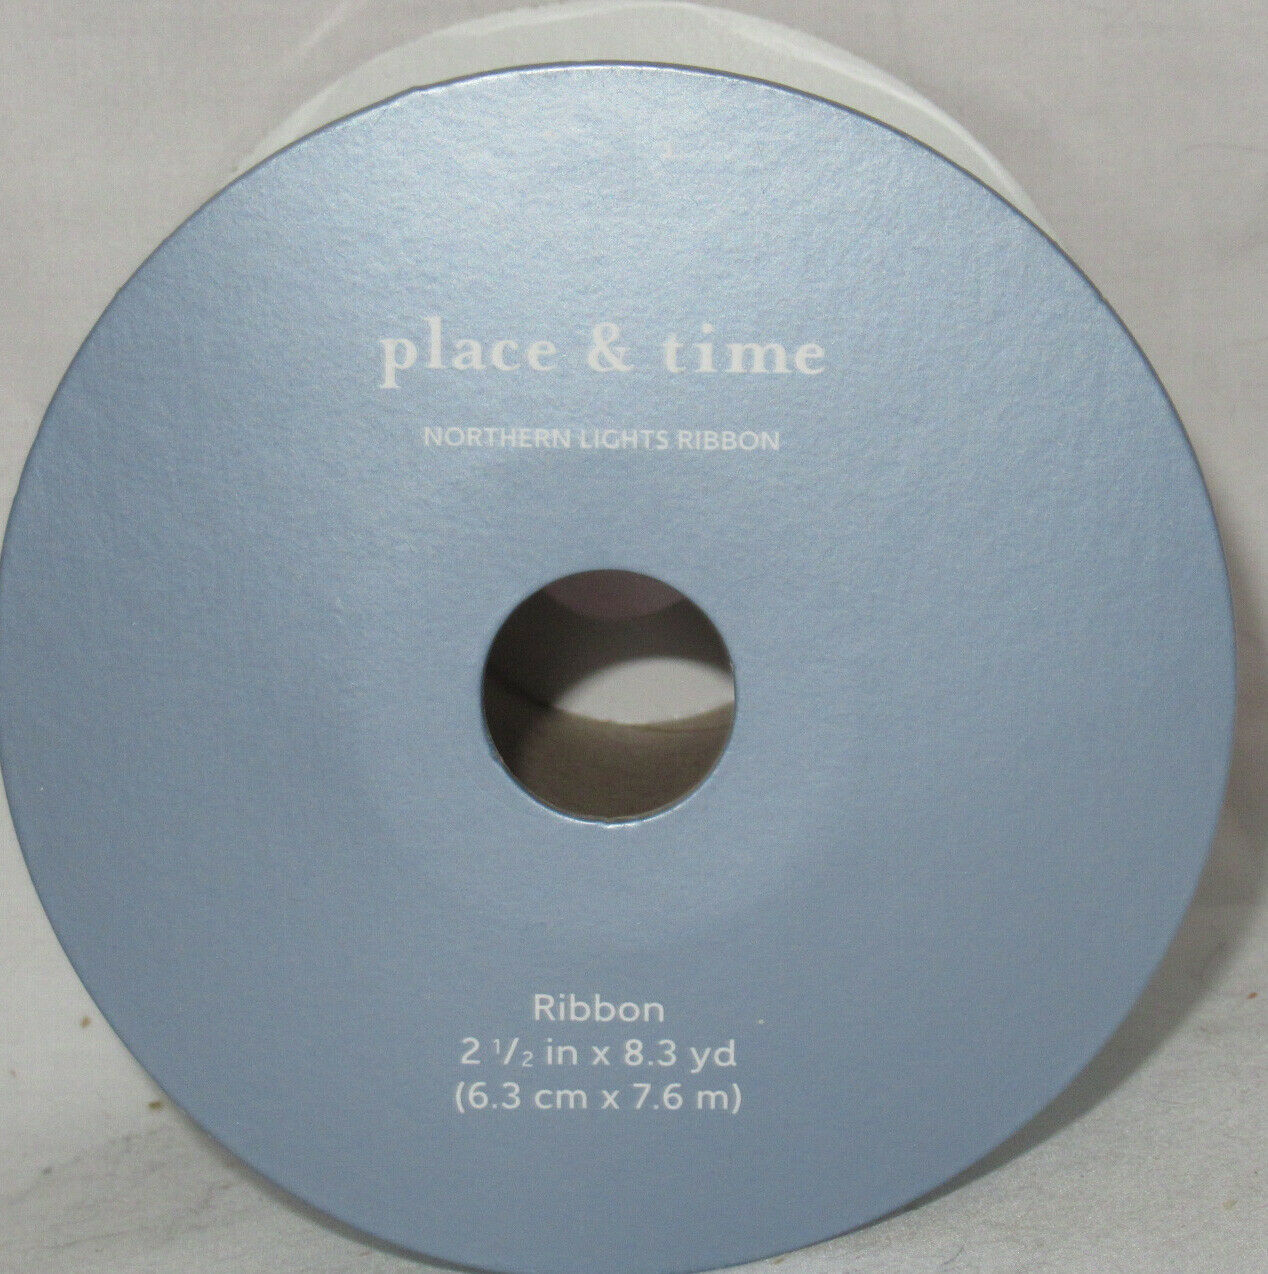 place & time
NORTHERN LIGHTS RIBBON
Ribbon
2 1/2 in x 8.3 yd
(6.3 cm x 7.6 m)